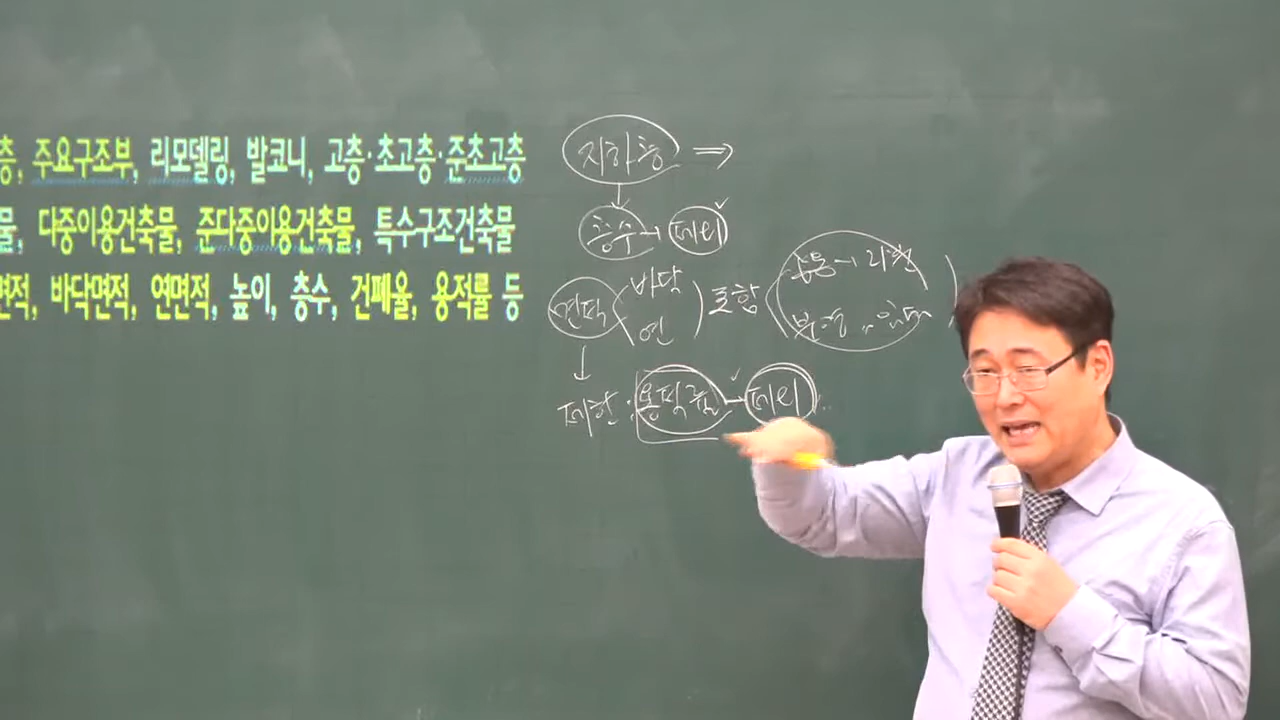 층, 주요구조부, 리모델링, 발코니, 고층·초고층·준초고층
물, 다중이용건축물, 준다중이용건축물, 특수구조건축물
면적, 바닥면적, 연면적, 높이, 층수, 건폐율, 용적률 등
지하층 ⇒
↓
층수 → 제외 ✓
면적 바닥 연 포함
↓
제한: 용적률 → 제외 ✓